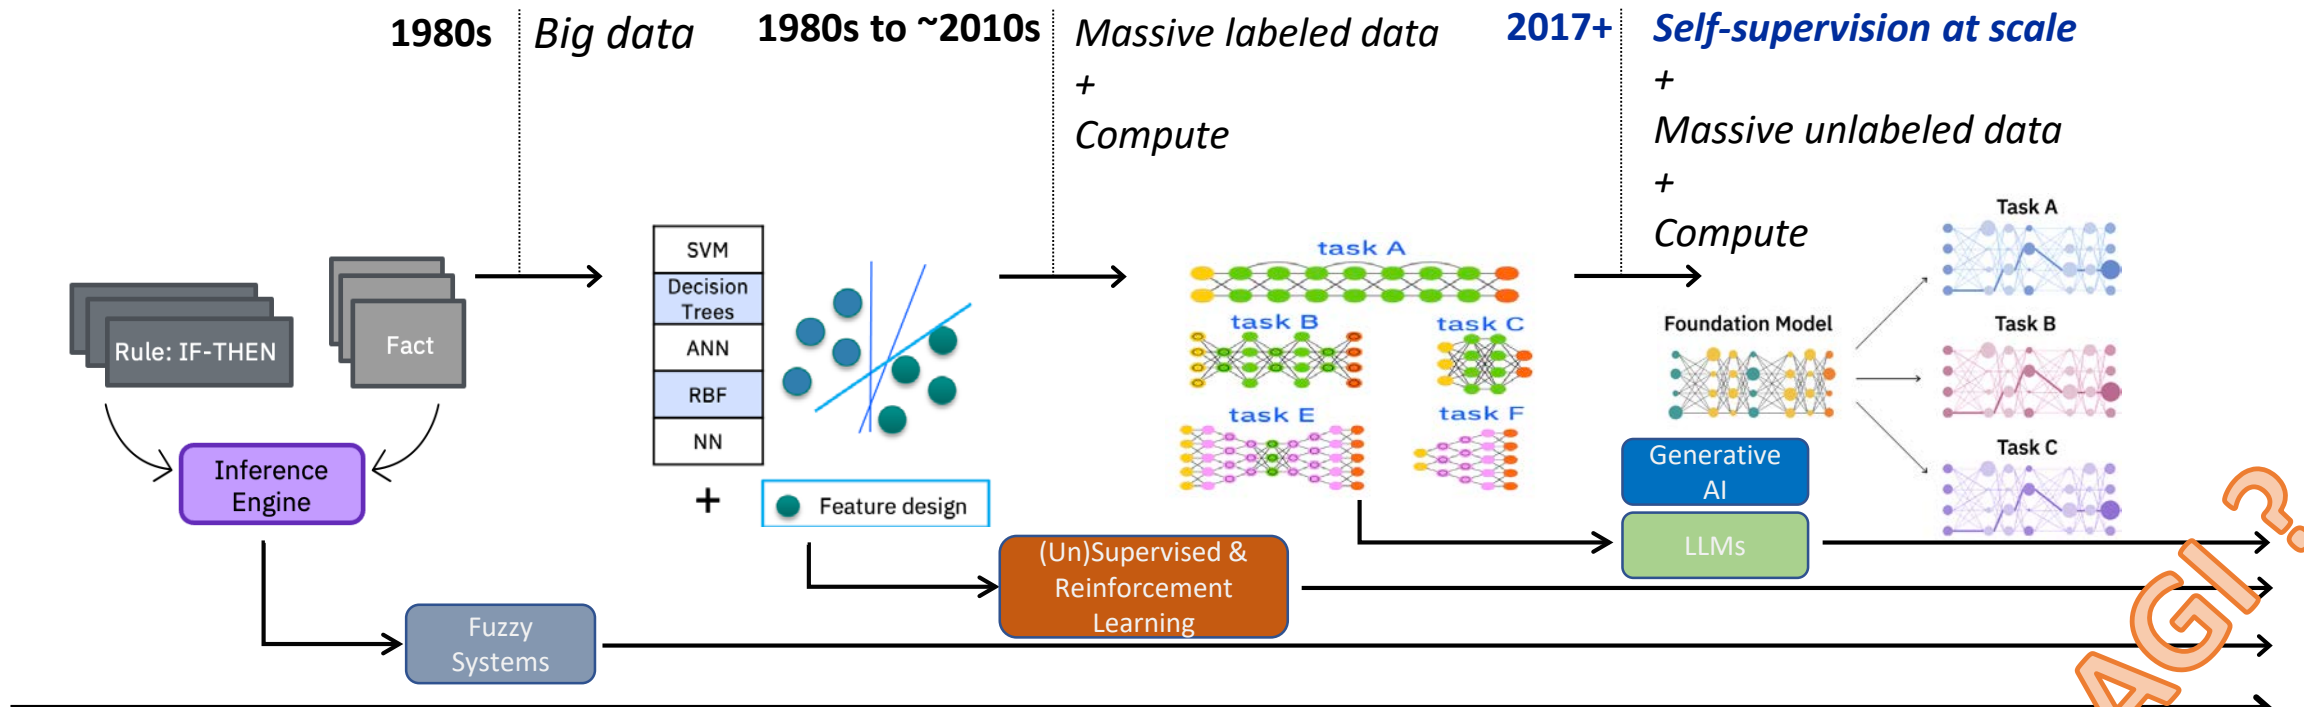 1980s
Big data
1980s to ~2010s
Massive labeled data
+
Compute
2017+
Self-supervision at scale
+
Massive unlabeled data
+
Compute
Rule: IF-THEN
Fact
Inference
Engine
SVM
Decision
Trees
ANN
RBF
NN
+
Feature design
task A
task B
task C
task E
task F
Foundation Model
Task A
Task B
Task C
Generative
AI
LLMs
(Un)Supervised &
Reinforcement
Learning
Fuzzy
Systems
AGI ?